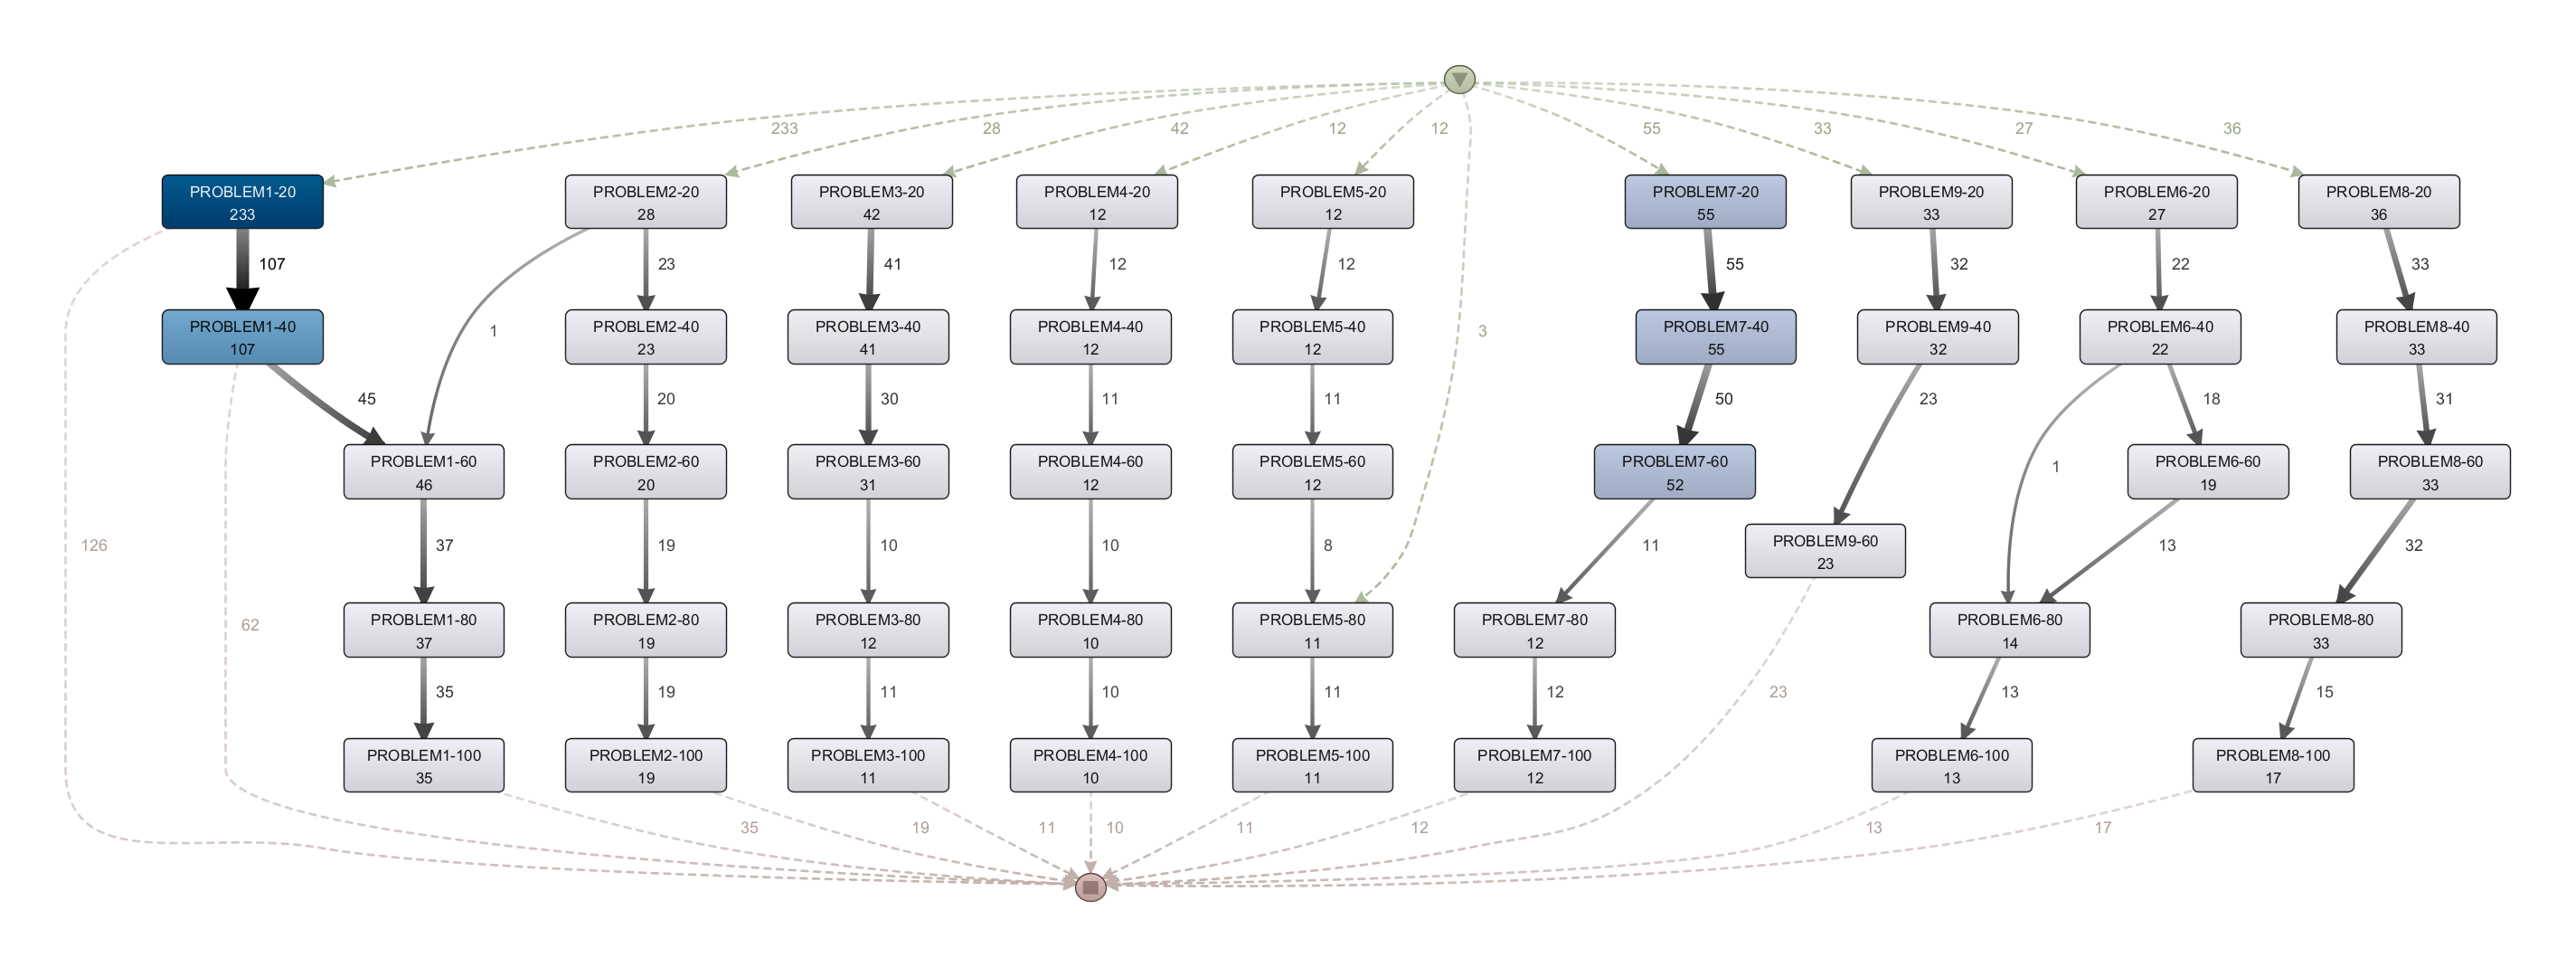 233
28
42
12
12
55
33
27
36
PROBLEM1-20
233
PROBLEM2-20
28
PROBLEM3-20
42
PROBLEM4-20
12
PROBLEM5-20
12
PROBLEM7-20
55
PROBLEM9-20
33
PROBLEM6-20
27
PROBLEM8-20
36
107
23
41
12
12
55
32
22
33
1
3
PROBLEM1-40
107
PROBLEM2-40
23
PROBLEM3-40
41
PROBLEM4-40
12
PROBLEM5-40
12
PROBLEM7-40
55
PROBLEM9-40
32
PROBLEM6-40
22
PROBLEM8-40
33
45
20
30
11
11
50
23
18
31
PROBLEM1-60
46
PROBLEM2-60
20
PROBLEM3-60
31
PROBLEM4-60
12
PROBLEM5-60
12
PROBLEM7-60
52
1
PROBLEM6-60
19
PROBLEM8-60
33
126
37
19
10
10
8
11
PROBLEM9-60
23
13
32
62
PROBLEM1-80
37
PROBLEM2-80
19
PROBLEM3-80
12
PROBLEM4-80
10
PROBLEM5-80
11
PROBLEM7-80
12
PROBLEM6-80
14
PROBLEM8-80
33
35
19
11
10
11
12
23
13
15
PROBLEM1-100
35
PROBLEM2-100
19
PROBLEM3-100
11
PROBLEM4-100
10
PROBLEM5-100
11
PROBLEM7-100
12
PROBLEM6-100
13
PROBLEM8-100
17
35
19
11
10
11
12
13
17